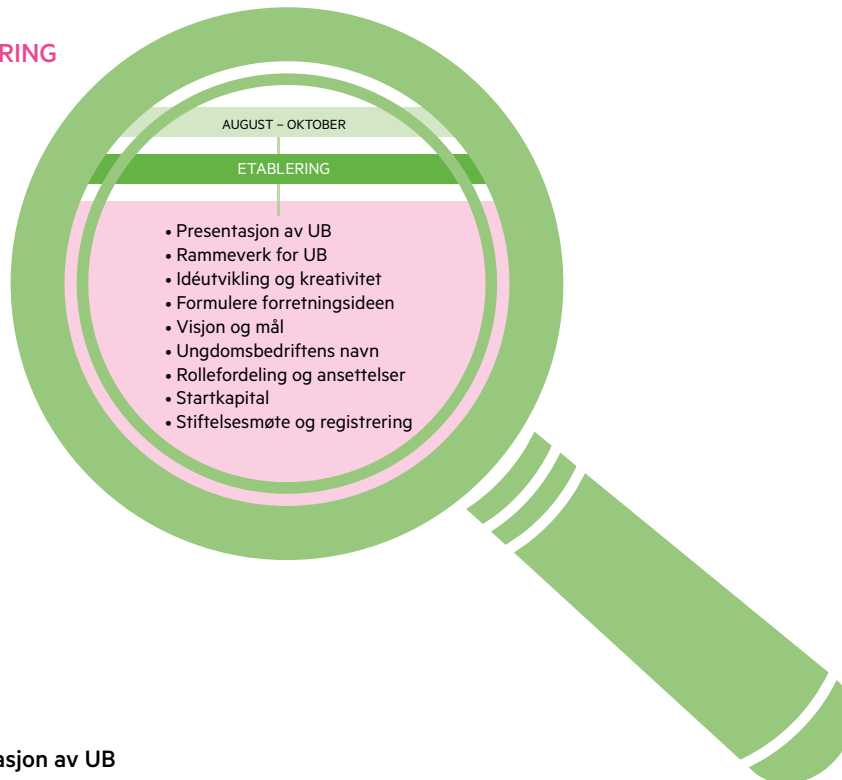 RING
AUGUST – OKTOBER
ETABLERING
• Presentasjon av UB
• Rammeverk for UB
• Idéutvikling og kreativitet
• Formulere forretningsideen
• Visjon og mål
• Ungdomsbedriftens navn
• Rollefordeling og ansettelser
• Startkapital
• Stiftelsesmøte og registrering
asjon av UB